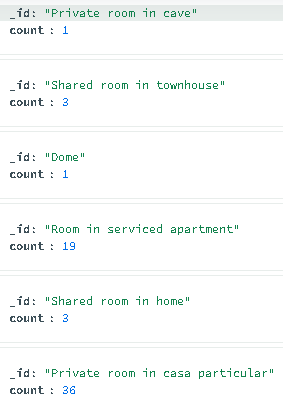 _id: "Private room in cave"
count : 1
_id: "Shared room in townhouse"
count : 3
_id: "Dome"
count : 1
_id: "Room in serviced apartment"
count : 19
_id: "Shared room in home"
count : 3
_id: "Private room in casa particular"
count : 36